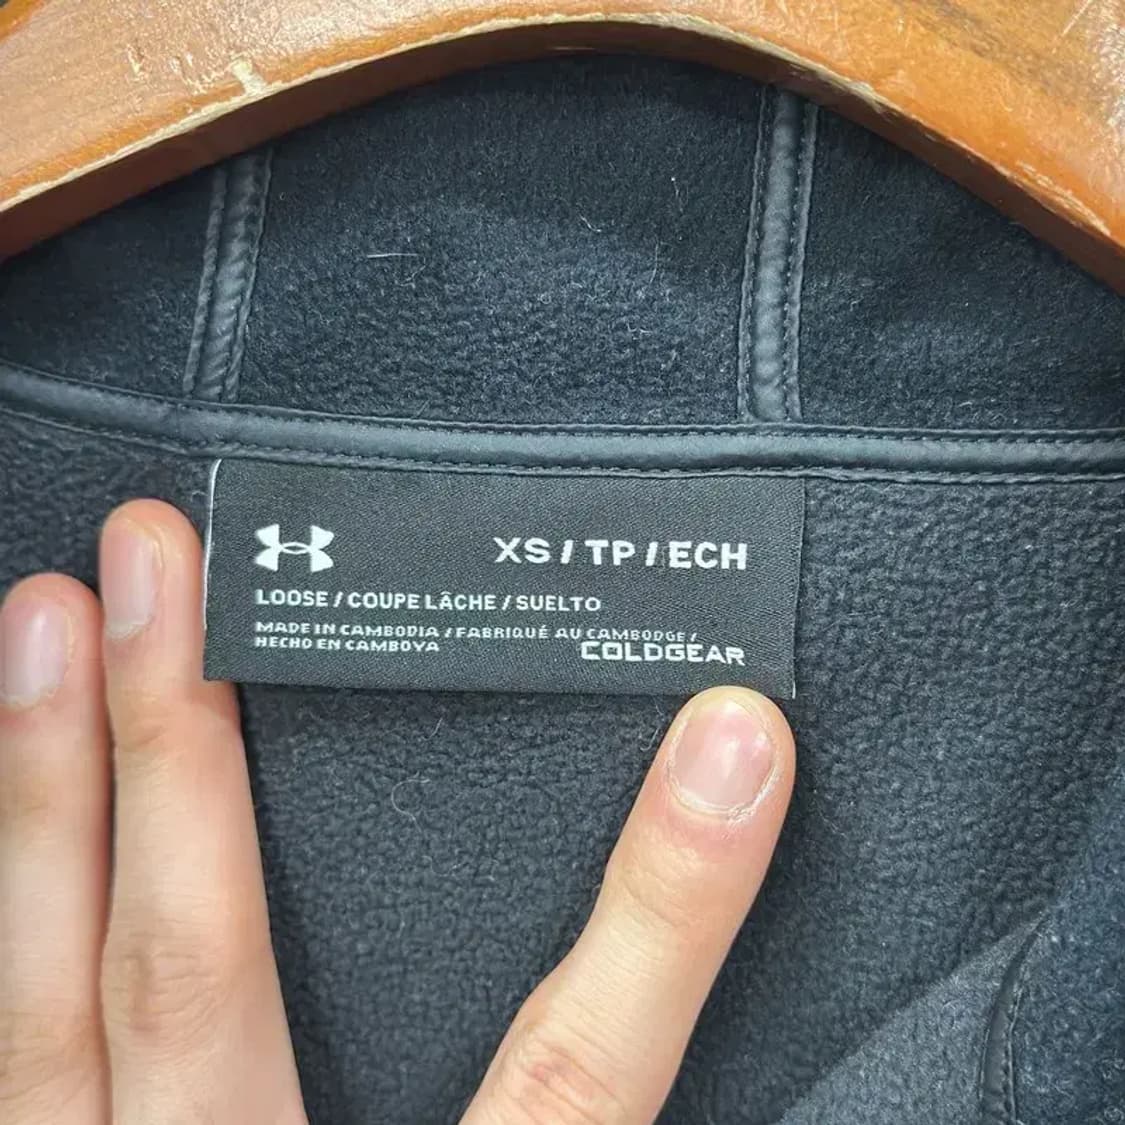 XS / TP / ECH
LOOSE / COUPE LÂCHE / SUELTO
MADE IN CAMBODIA / FABRIQUÉ AU CAMBODGE /
HECHO EN CAMBOYA
COLDGEAR